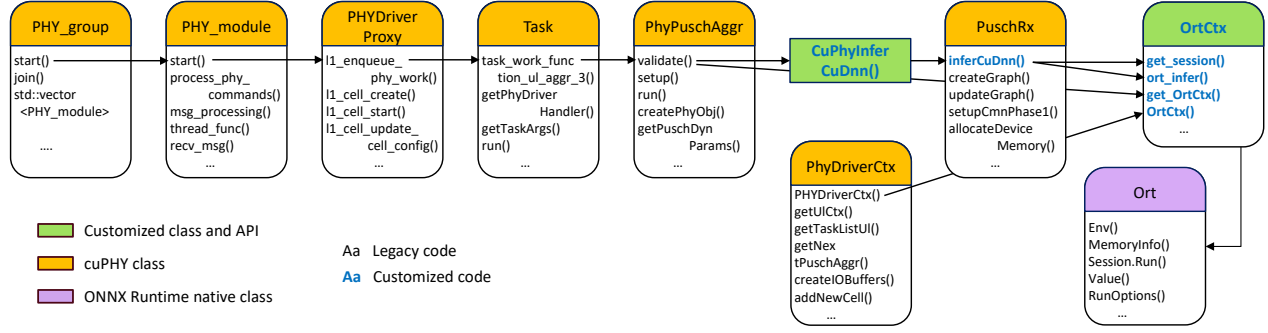 PHY_group
start()
join()
std::vector
<PHY_module>
....
PHY_module
start()
process_phy_
commands()
msg_processing()
thread_func()
recv_msg()
...
PHYDriver
Proxy
l1_enqueue_
phy_work()
l1_cell_create()
l1_cell_start()
l1_cell_update_
cell_config()
...
Task
task_work_func
tion_ul_aggr_3()
getPhyDriver
Handler()
getTaskArgs()
run()
...
PhyPuschAggr
validate()
setup()
run()
createPhyObj()
getPuschDyn
Params()
...
CuPhyInfer
CuDnn()
PuschRx
inferCuDnn()
createGraph()
updateGraph()
setupCmnPhase1()
allocateDevice
Memory()
...
OrtCtx
get_session()
ort_infer()
get_OrtCtx()
OrtCtx()
...
PhyDriverCtx
PHYDriverCtx()
getUlCtx()
getTaskListUl()
getNex
tPuschAggr()
createIOBuffers()
addNewCell()
...
Ort
Env()
MemoryInfo()
Session.Run()
Value()
RunOptions()
...
Customized class and API
cuPHY class
ONNX Runtime native class
Aa Legacy code
Aa Customized code